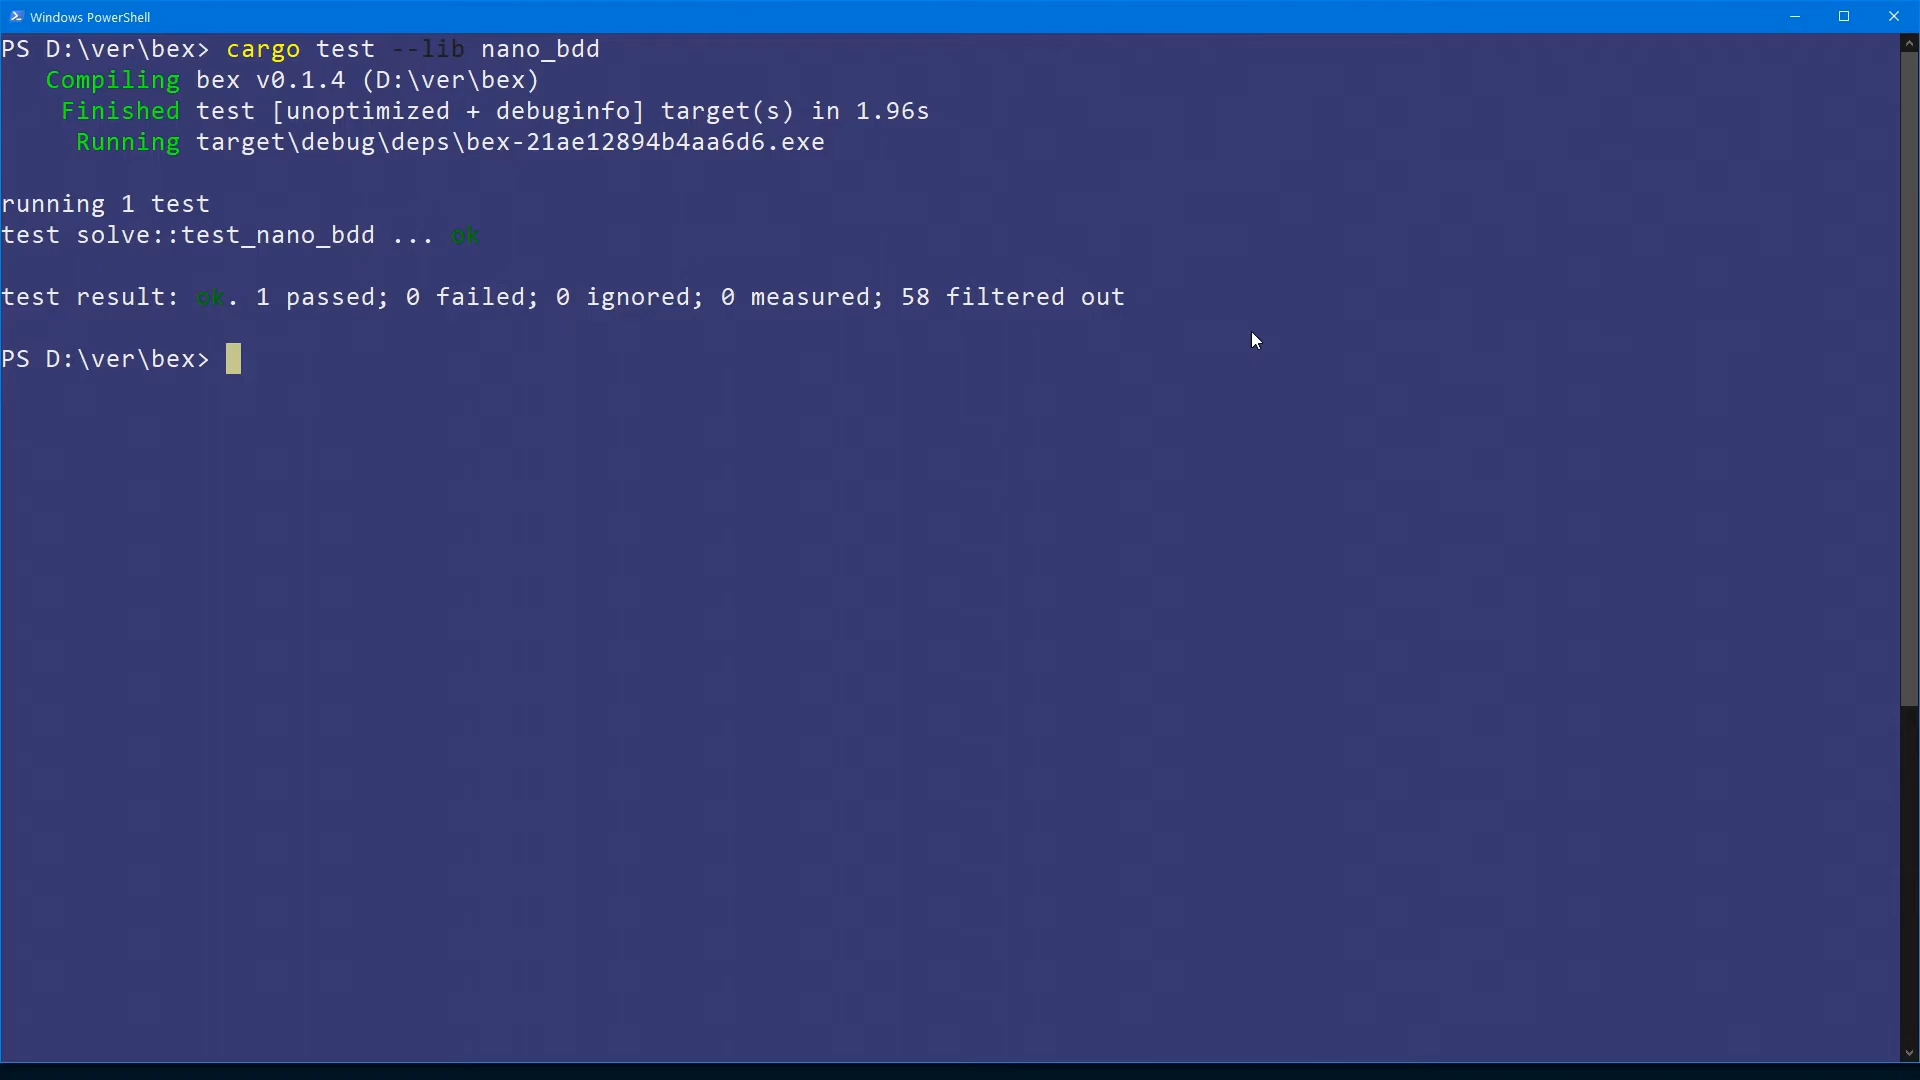 Windows PowerShell
PS D:\ver\bex> cargo test --lib nano_bdd
   Compiling bex v0.1.4 (D:\ver\bex)
    Finished test [unoptimized + debuginfo] target(s) in 1.96s
     Running target\debug\deps\bex-21ae12894b4aa6d6.exe
running 1 test
test solve::test_nano_bdd ... ok
test result: ok. 1 passed; 0 failed; 0 ignored; 0 measured; 58 filtered out
PS D:\ver\bex>